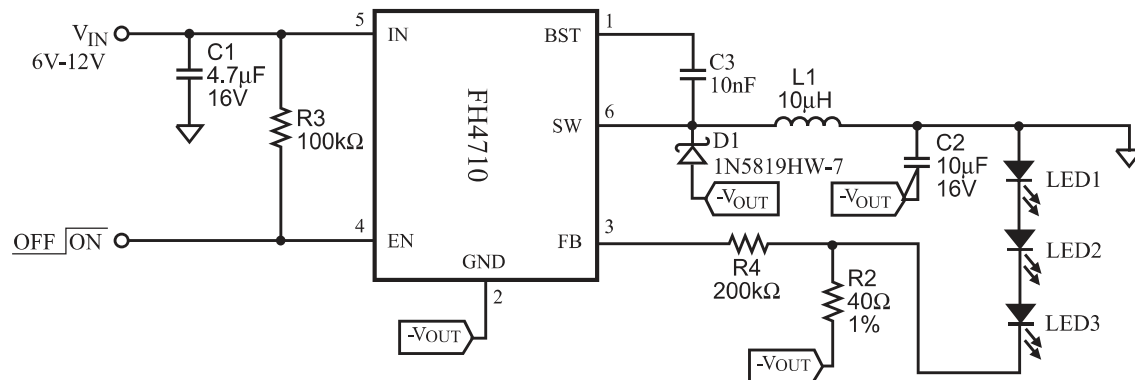 V_IN
6V-12V
C1
4.7μF
16V
R3
100kΩ
OFF ON
5
IN
4
EN
FH4710
GND
2
-VOUT
1
BST
6
SW
3
FB
C3
10nF
L1
10μH
D1
1N5819HW-7
-VOUT
C2
10μF
16V
-VOUT
R4
200kΩ
R2
40Ω
1%
-VOUT
LED1
LED2
LED3